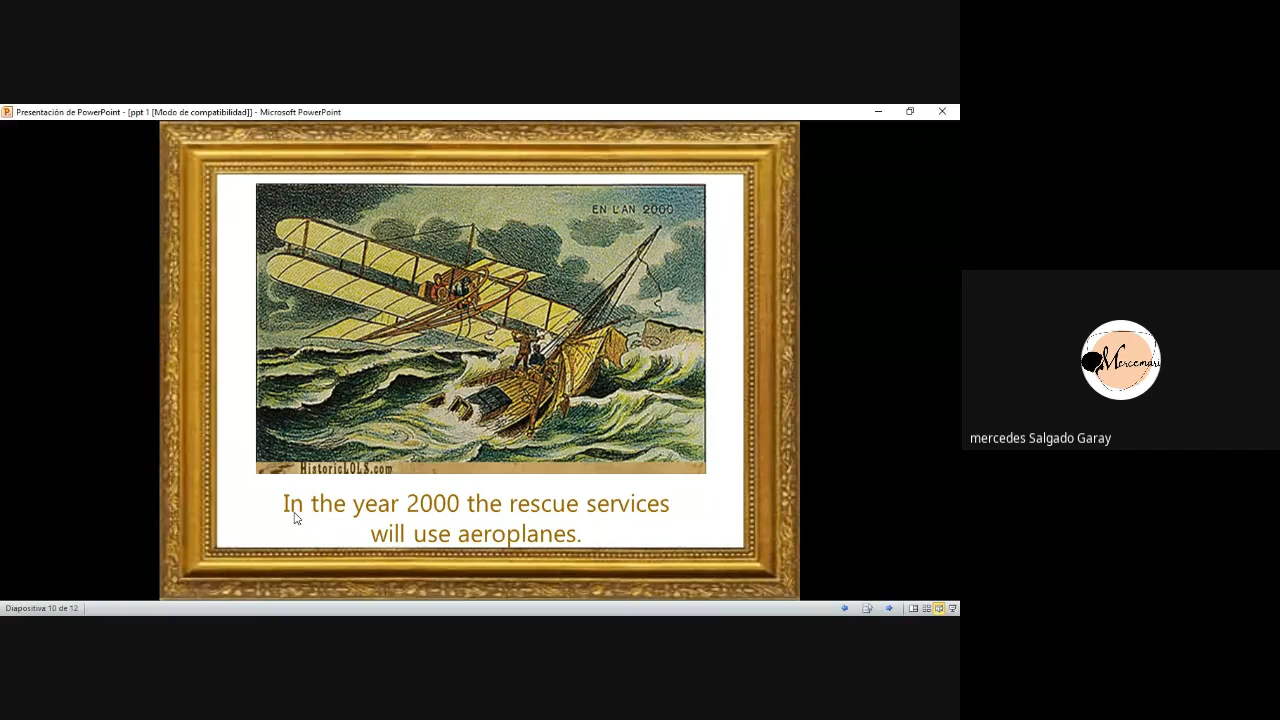 Presentación de PowerPoint - [ppt 1 [Modo de compatibilidad]] - Microsoft PowerPoint
EN L'AN 2000
HistoricLOLS.com
In the year 2000 the rescue services
will use aeroplanes.
Mercemari
mercedes Salgado Garay
Diapositiva 10 de 12